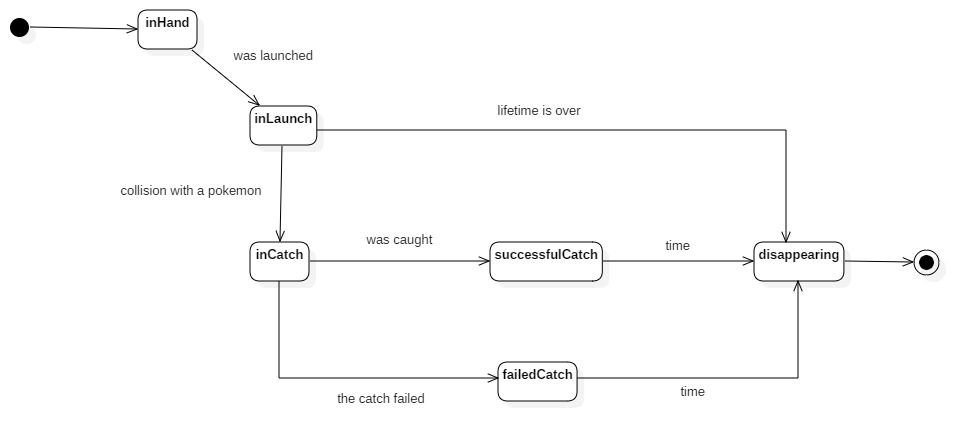 inHand
was launched
inLaunch
lifetime is over
collision with a pokemon
inCatch
was caught
successfulCatch
time
disappearing
the catch failed
failedCatch
time